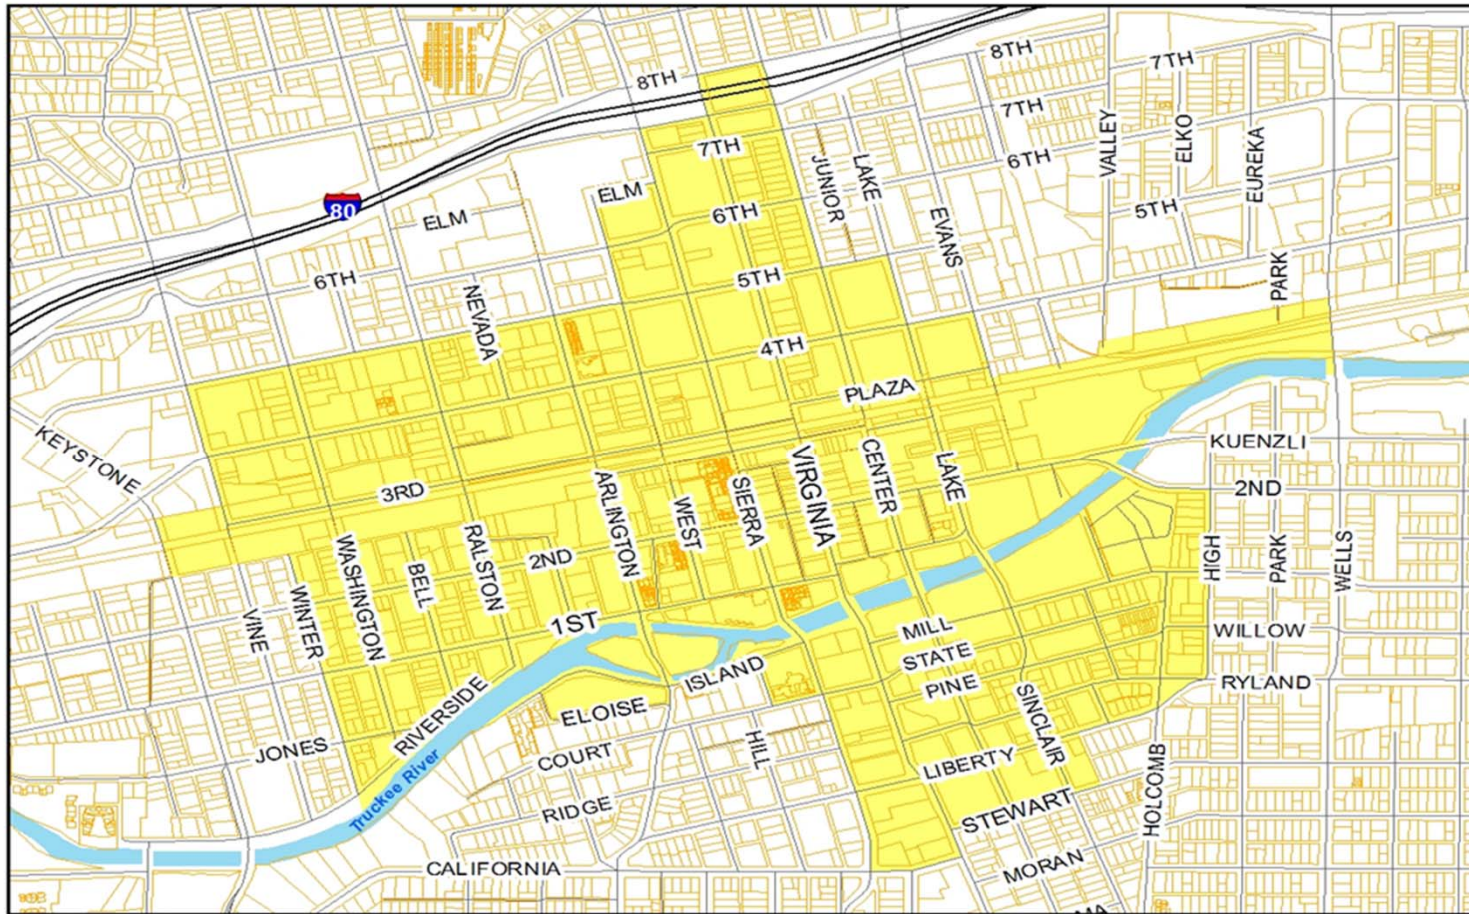 8TH
8TH
7TH
7TH
7TH
6TH
VALLEY
ELKO
EUREKA
JUNIOR
LAKE
ELM
ELM
80
6TH
5TH
EVANS
6TH
5TH
NEVADA
PARK
4TH
PLAZA
KEYSTONE
3RD
ARLINGTON
WEST
SIERRA
VIRGINIA
CENTER
LAKE
KUENZLI
2ND
WASHINGTON
BELL
RALSTON
2ND
HIGH
PARK
WELLS
VINE
WINTER
1ST
MILL
STATE
PINE
WILLOW
RYLAND
ISLAND
RIVERSIDE
ELOISE
SINCLAIR
JONES
COURT
HILL
LIBERTY
HOLCOMB
Truckee River
RIDGE
STEWART
CALIFORNIA
MORAN